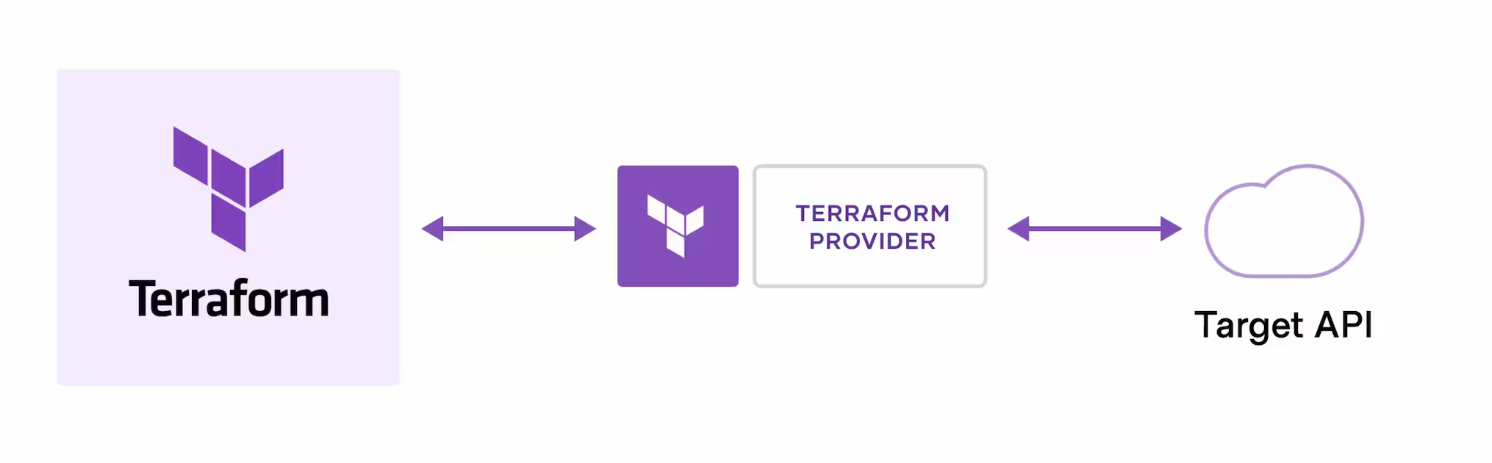 Terraform
TERRAFORM
PROVIDER
Target API